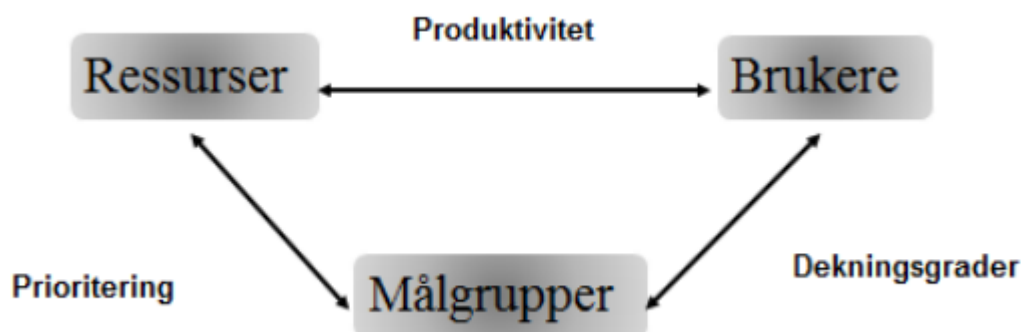 Produktivitet
Ressurser
Brukere
Prioritering
Dekningsgrader
Målgrupper